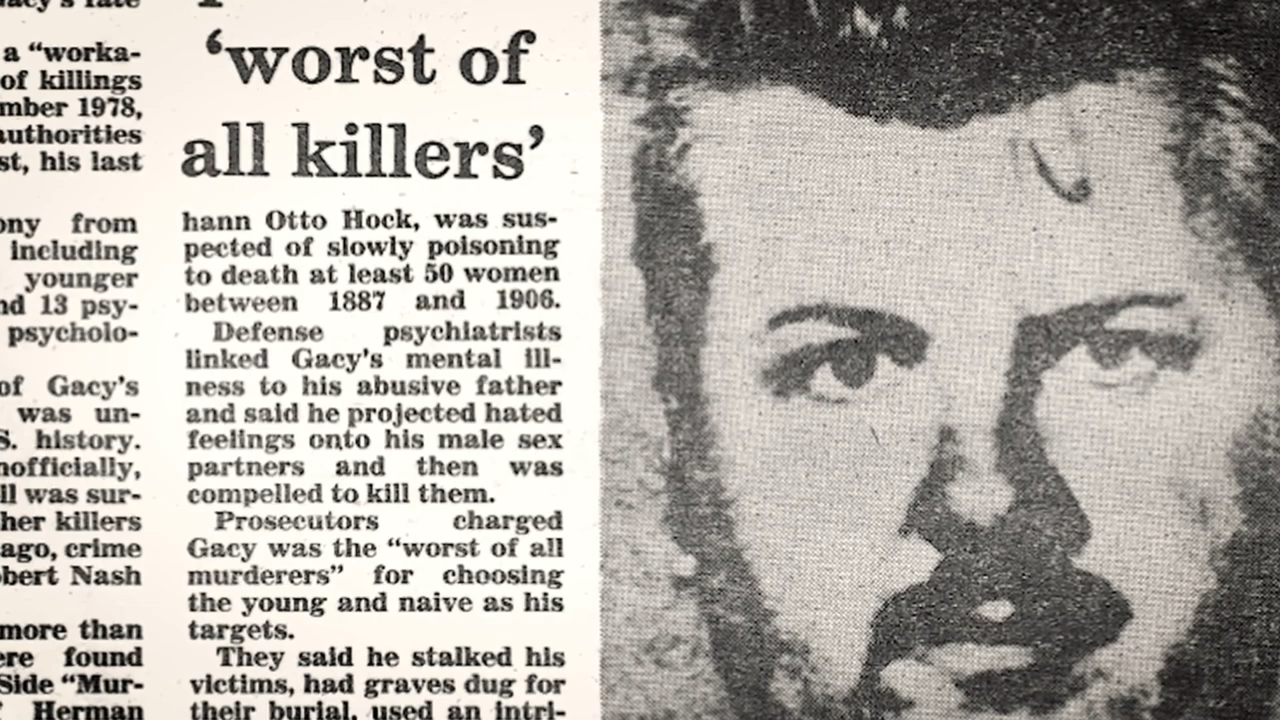 a “worka-
of killings
mber 1978,
authorities
st, his last
ony from
including
younger
nd 13 psy-
psycholo-
of Gacy’s
was un-
S. history.
nofficially,
ll was sur-
her killers
ago, crime
obert Nash
more than
ere found
Side “Mur-
Herman
‘worst of
all killers’
hann Otto Hock, was sus-
pected of slowly poisoning
to death at least 50 women
between 1887 and 1906.
Defense psychiatrists
linked Gacy’s mental ill-
ness to his abusive father
and said he projected hated
feelings onto his male sex
partners and then was
compelled to kill them.
Prosecutors charged
Gacy was the “worst of all
murderers” for choosing
the young and naive as his
targets.
They said he stalked his
victims, had graves dug for
their burial, used an intri-